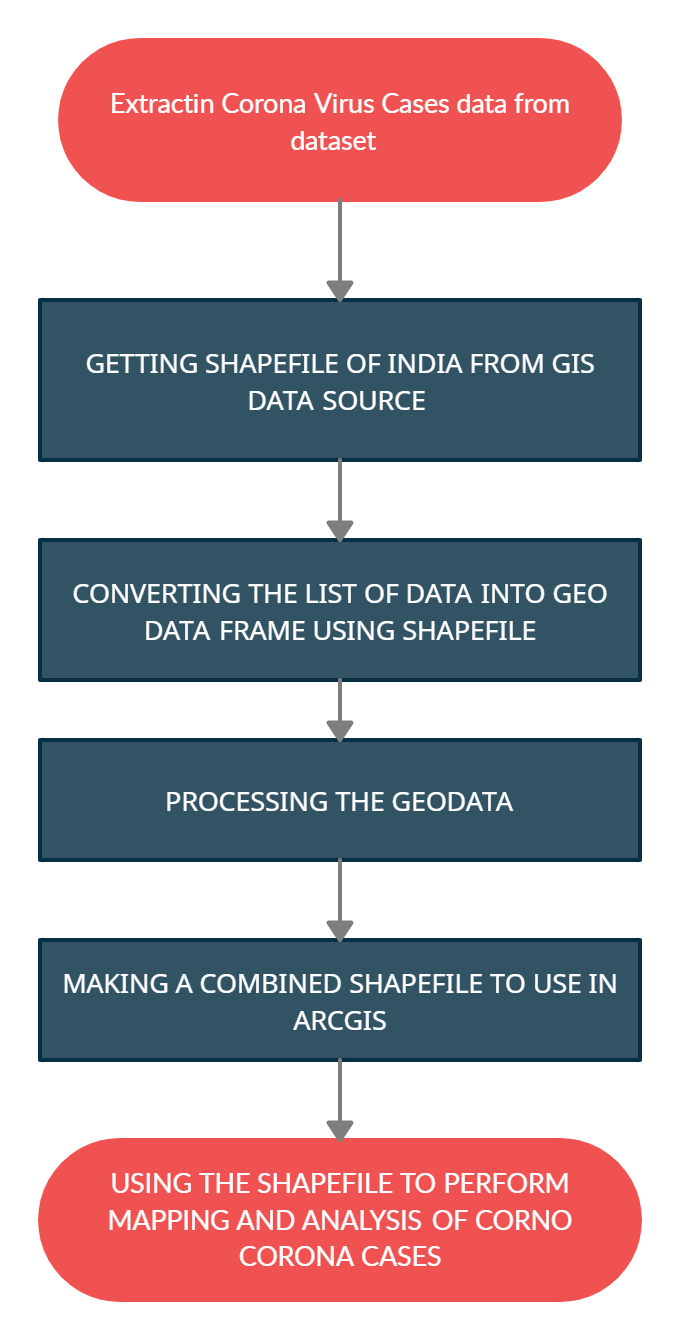 Extractin Corona Virus Cases data from
dataset
GETTING SHAPEFILE OF INDIA FROM GIS
DATA SOURCE
CONVERTING THE LIST OF DATA INTO GEO
DATA FRAME USING SHAPEFILE
PROCESSING THE GEODATA
MAKING A COMBINED SHAPEFILE TO USE IN
ARCGIS
USING THE SHAPEFILE TO PERFORM
MAPPING AND ANALYSIS OF CORNO
CORONA CASES